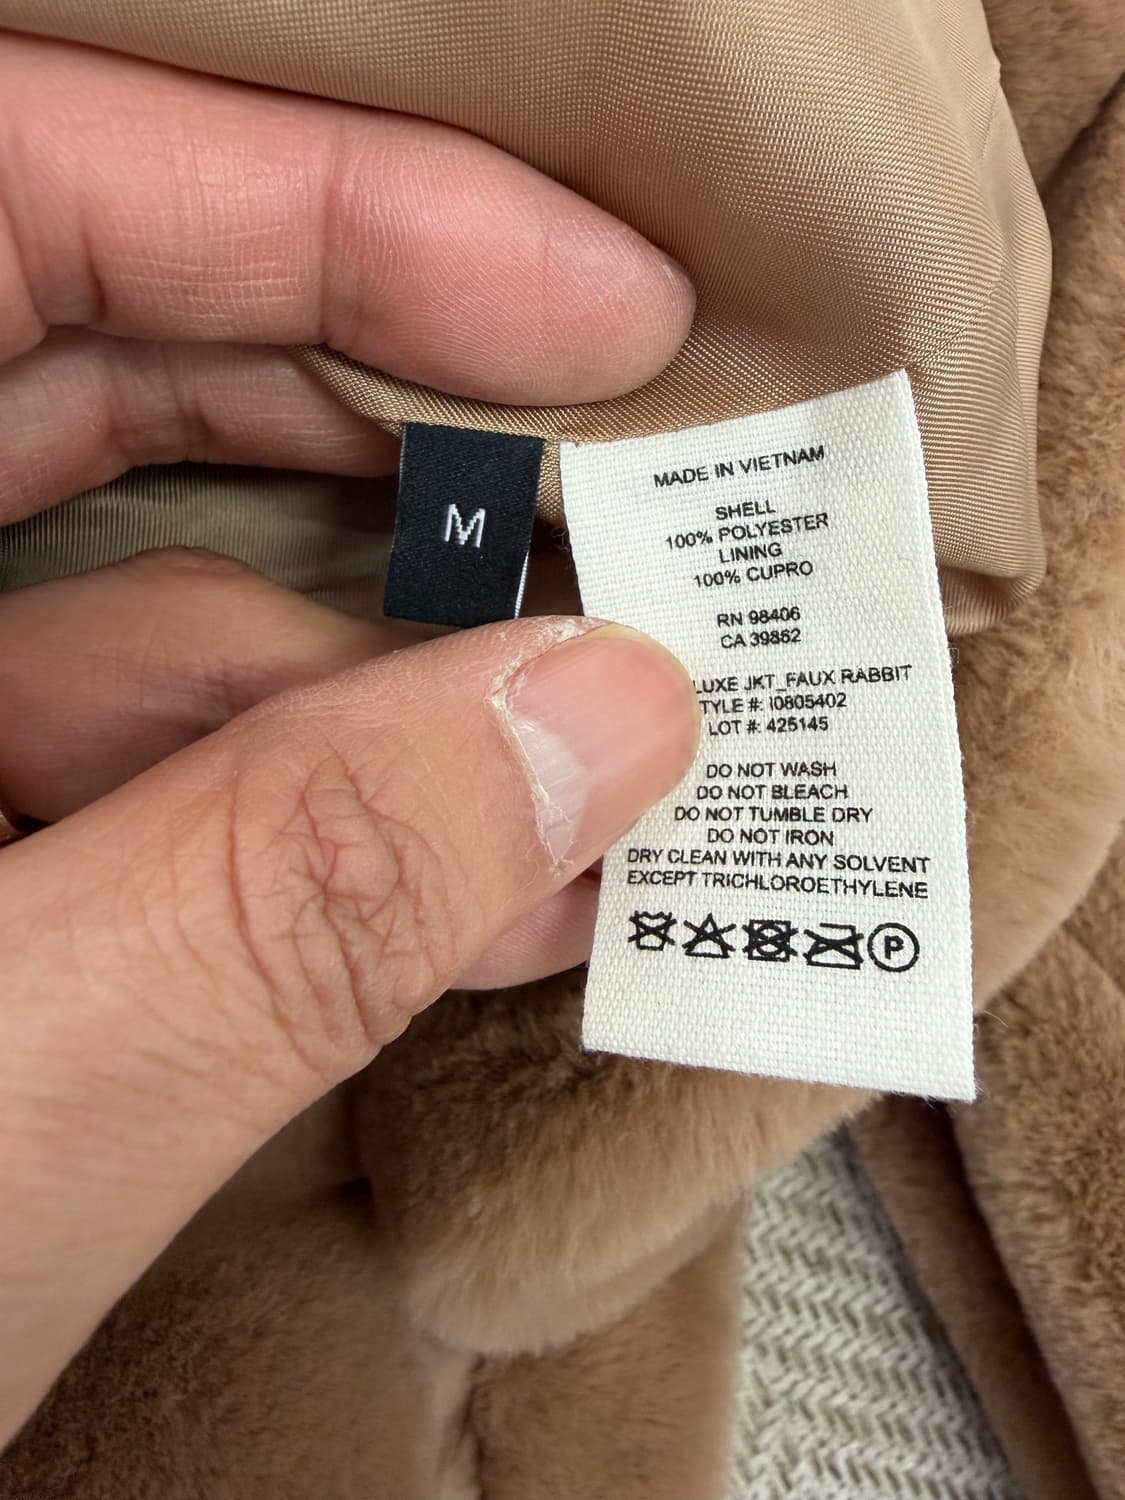 M
MADE IN VIETNAM
SHELL
100% POLYESTER
LINING
100% CUPRO
RN 98406
CA 39862
LUXE JKT_FAUX RABBIT
TYLE #: I0805402
LOT #: 425145
DO NOT WASH
DO NOT BLEACH
DO NOT TUMBLE DRY
DO NOT IRON
DRY CLEAN WITH ANY SOLVENT
EXCEPT TRICHLOROETHYLENE
P